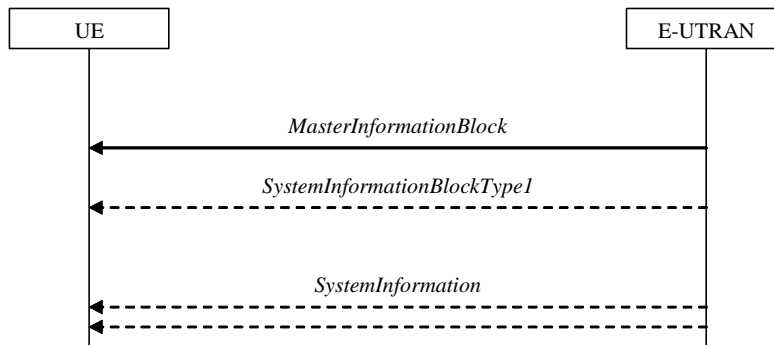 UE
E-UTRAN
MasterInformationBlock
SystemInformationBlockType1
SystemInformation